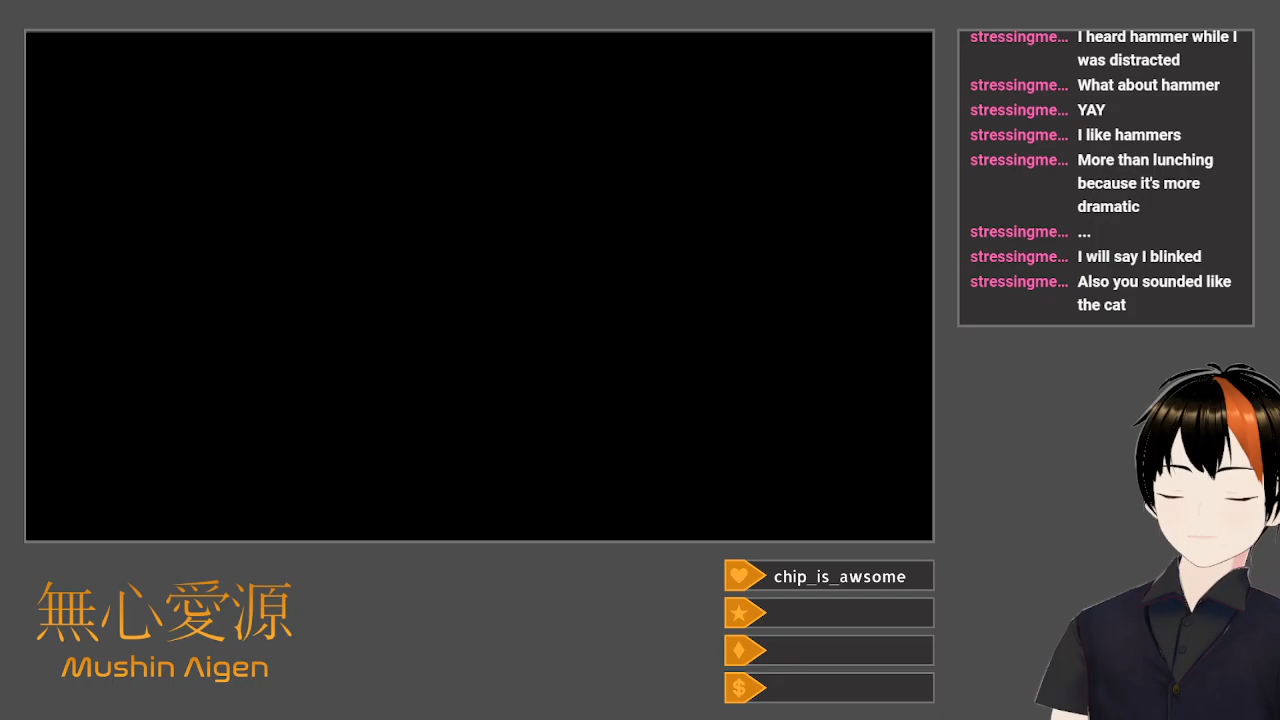 stressingme... I heard hammer while I
was distracted
stressingme... What about hammer
stressingme... YAY
stressingme... I like hammers
stressingme... More than lunching
because it's more
dramatic
stressingme... ...
stressingme... I will say I blinked
stressingme... Also you sounded like
the cat
chip_is_awsome
無心愛源
Mushin Aigen